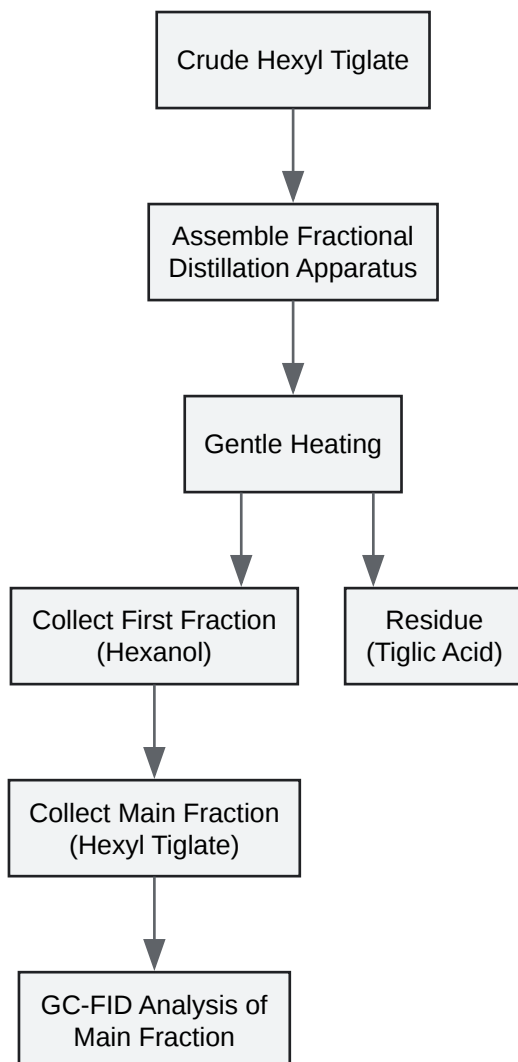 Crude Hexyl Tiglate
Assemble Fractional
Distillation Apparatus
Gentle Heating
Collect First Fraction
(Hexanol)
Residue
(Tiglic Acid)
Collect Main Fraction
(Hexyl Tiglate)
GC-FID Analysis of
Main Fraction